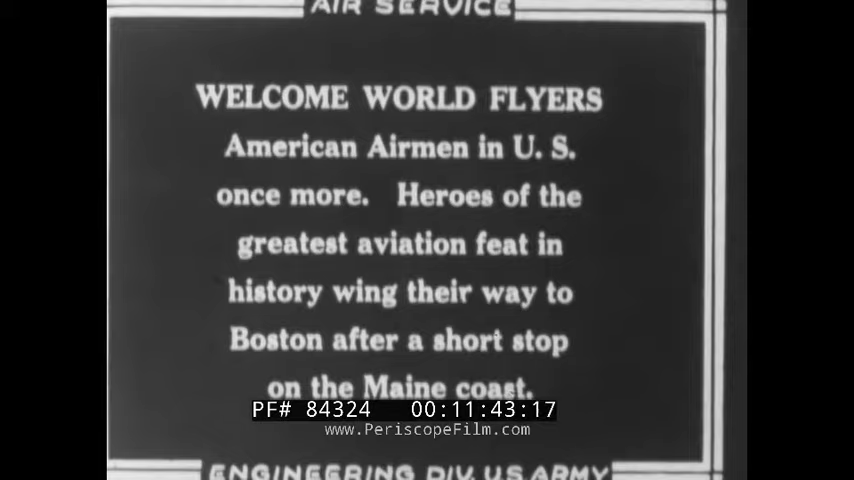 AIR SERVICE
WELCOME WORLD FLYERS
American Airmen in U. S.
once more. Heroes of the
greatest aviation feat in
history wing their way to
Boston after a short stop
on the Maine coast.
PF# 84324 00:11:43:17
www.PeriscopeFilm.com
ENGINEERING DIV. U.S. ARMY